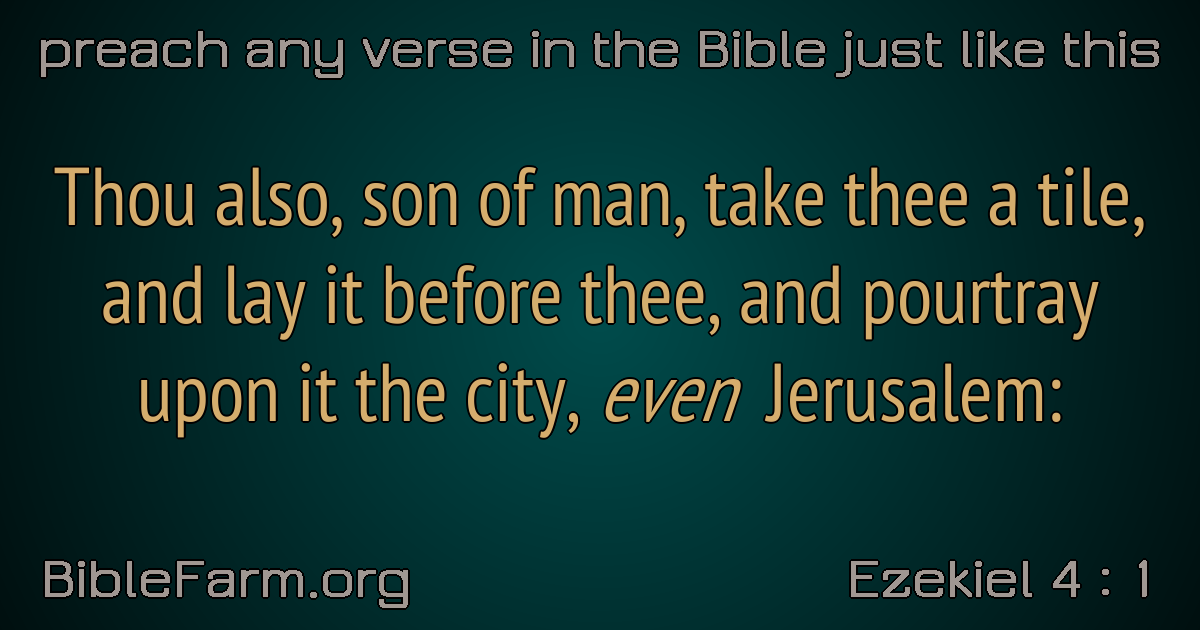 preach any verse in the Bible just like this
Thou also, son of man, take thee a tile,
and lay it before thee, and pourtray
upon it the city, even Jerusalem:
BibleFarm.org
Ezekiel 4 : 1